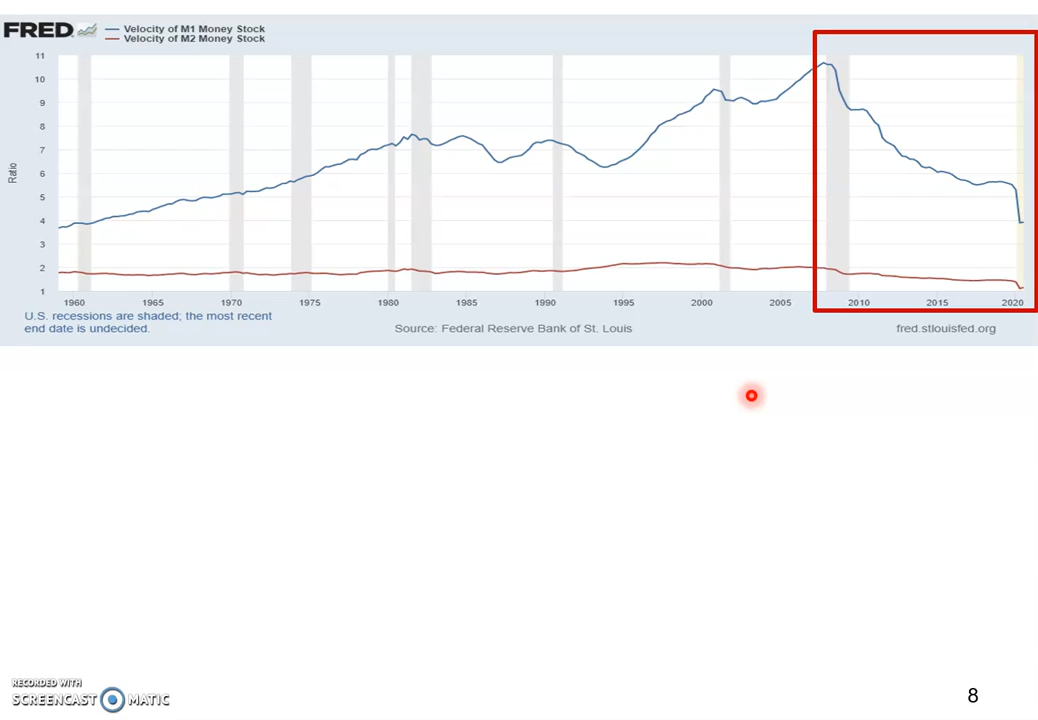 FRED
Velocity of M1 Money Stock
Velocity of M2 Money Stock
11
10
9
8
7
6
5
4
3
2
1
Ratio
1960 1965 1970 1975 1980 1985 1990 1995 2000 2005 2010 2015 2020
U.S. recessions are shaded; the most recent
end date is undecided.
Source: Federal Reserve Bank of St. Louis
fred.stlouisfed.org
RECORDED WITH
SCREENCAST MATIC
8